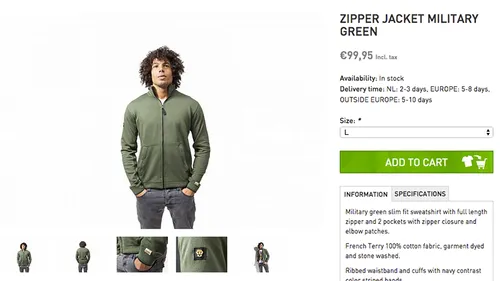 ZIPPER JACKET MILITARY
GREEN
€99,95 Incl. tax
Availability: In stock
Delivery time: NL: 2-3 days, EUROPE: 5-8 days,
OUTSIDE EUROPE: 5-10 days
Size: *
L
ADD TO CART
INFORMATION
SPECIFICATIONS
Military green slim fit sweatshirt with full length
zipper and 2 pockets with zipper closure and
elbow patches.
French Terry 100% cotton fabric, garment dyed
and stone washed.
Ribbed waistband and cuffs with navy contrast
color striped bands